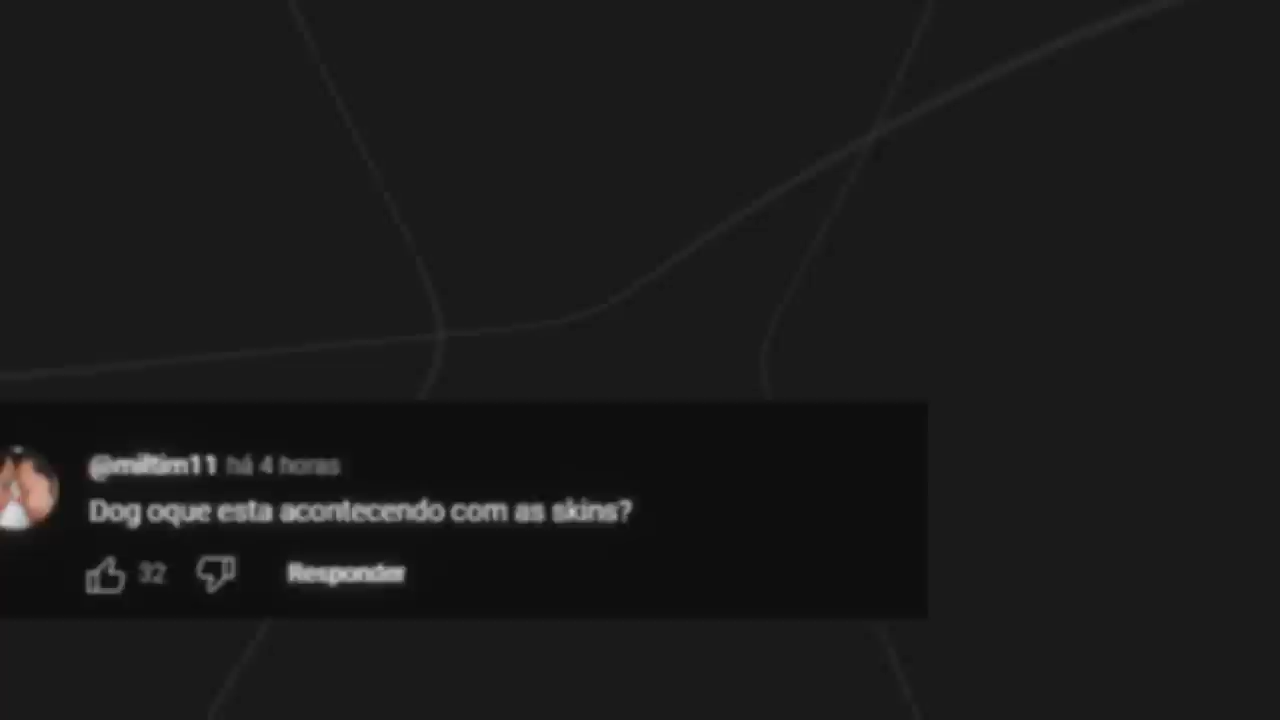 @miltim11 há 4 horas
Dog oque esta acontecendo com as skins?
32 Responder